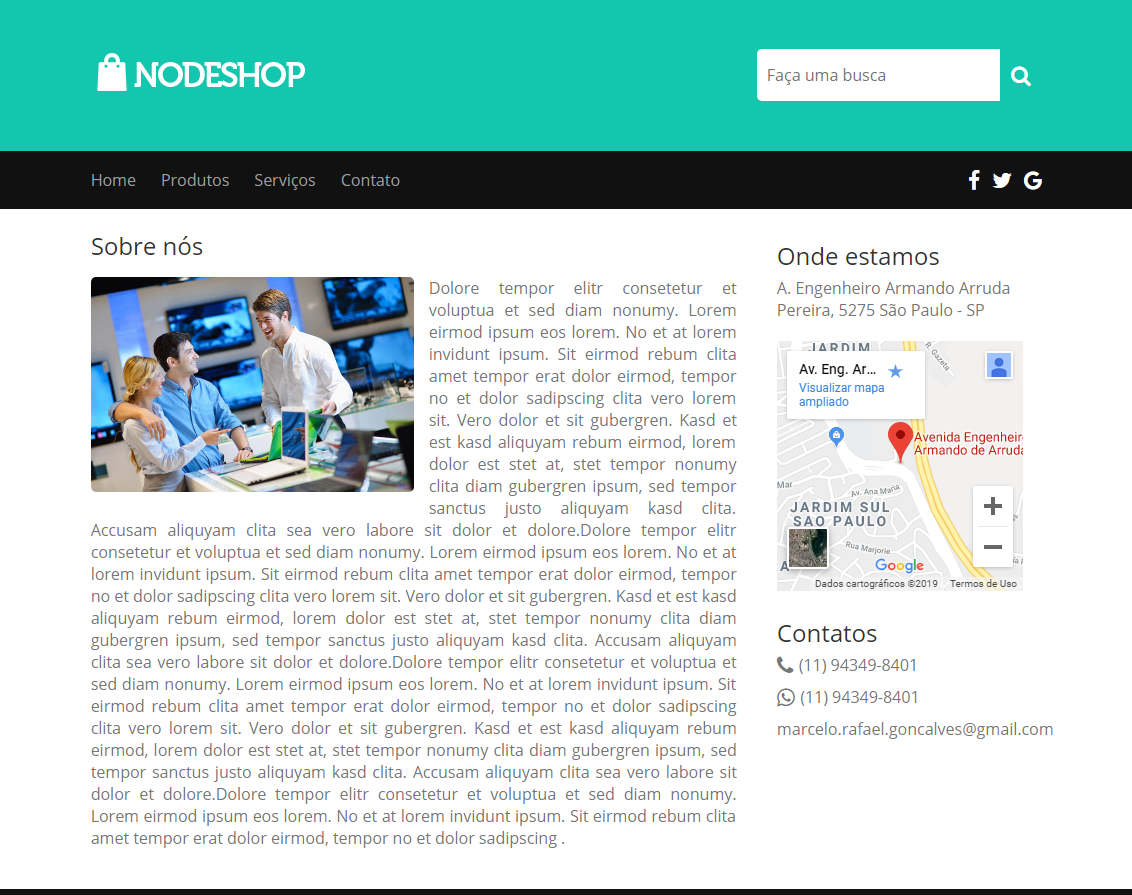 NODESHOP
Faça uma busca
Home Produtos Serviços Contato
Sobre nós
Dolore tempor elitr consetetur et
voluptua et sed diam nonumy. Lorem
eirmod ipsum eos lorem. No et at lorem
invidunt ipsum. Sit eirmod rebum clita
amet tempor erat dolor eirmod, tempor
no et dolor sadipscing clita vero lorem
sit. Vero dolor et sit gubergren. Kasd et
est kasd aliquyam rebum eirmod, lorem
dolor est stet at, stet tempor nonumy
clita diam gubergren ipsum, sed tempor
sanctus justo aliquyam kasd clita.
Accusam aliquyam clita sea vero labore sit dolor et dolore.Dolore tempor elitr
consetetur et voluptua et sed diam nonumy. Lorem eirmod ipsum eos lorem. No et at
lorem invidunt ipsum. Sit eirmod rebum clita amet tempor erat dolor eirmod, tempor
no et dolor sadipscing clita vero lorem sit. Vero dolor et sit gubergren. Kasd et est kasd
aliquyam rebum eirmod, lorem dolor est stet at, stet tempor nonumy clita diam
gubergren ipsum, sed tempor sanctus justo aliquyam kasd clita. Accusam aliquyam
clita sea vero labore sit dolor et dolore.Dolore tempor elitr consetetur et voluptua et
sed diam nonumy. Lorem eirmod ipsum eos lorem. No et at lorem invidunt ipsum. Sit
eirmod rebum clita amet tempor erat dolor eirmod, tempor no et dolor sadipscing
clita vero lorem sit. Vero dolor et sit gubergren. Kasd et est kasd aliquyam rebum
eirmod, lorem dolor est stet at, stet tempor nonumy clita diam gubergren ipsum, sed
tempor sanctus justo aliquyam kasd clita. Accusam aliquyam clita sea vero labore sit
dolor et dolore.Dolore tempor elitr consetetur et voluptua et sed diam nonumy.
Lorem eirmod ipsum eos lorem. No et at lorem invidunt ipsum. Sit eirmod rebum clita
amet tempor erat dolor eirmod, tempor no et dolor sadipscing .
Onde estamos
A. Engenheiro Armando Arruda
Pereira, 5275 São Paulo - SP
JARDIM
R. Gazeta
Av. Eng. Ar...
Visualizar mapa
ampliado
Avenida Engenheir
Armando de Arruda
Mar
Av. Ana Maria
JARDIM SUL
SAO PAULO
Rua Marjorie
Google
Dados cartográficos ©2019 Termos de Uso
Contatos
(11) 94349-8401
(11) 94349-8401
marcelo.rafael.goncalves@gmail.com